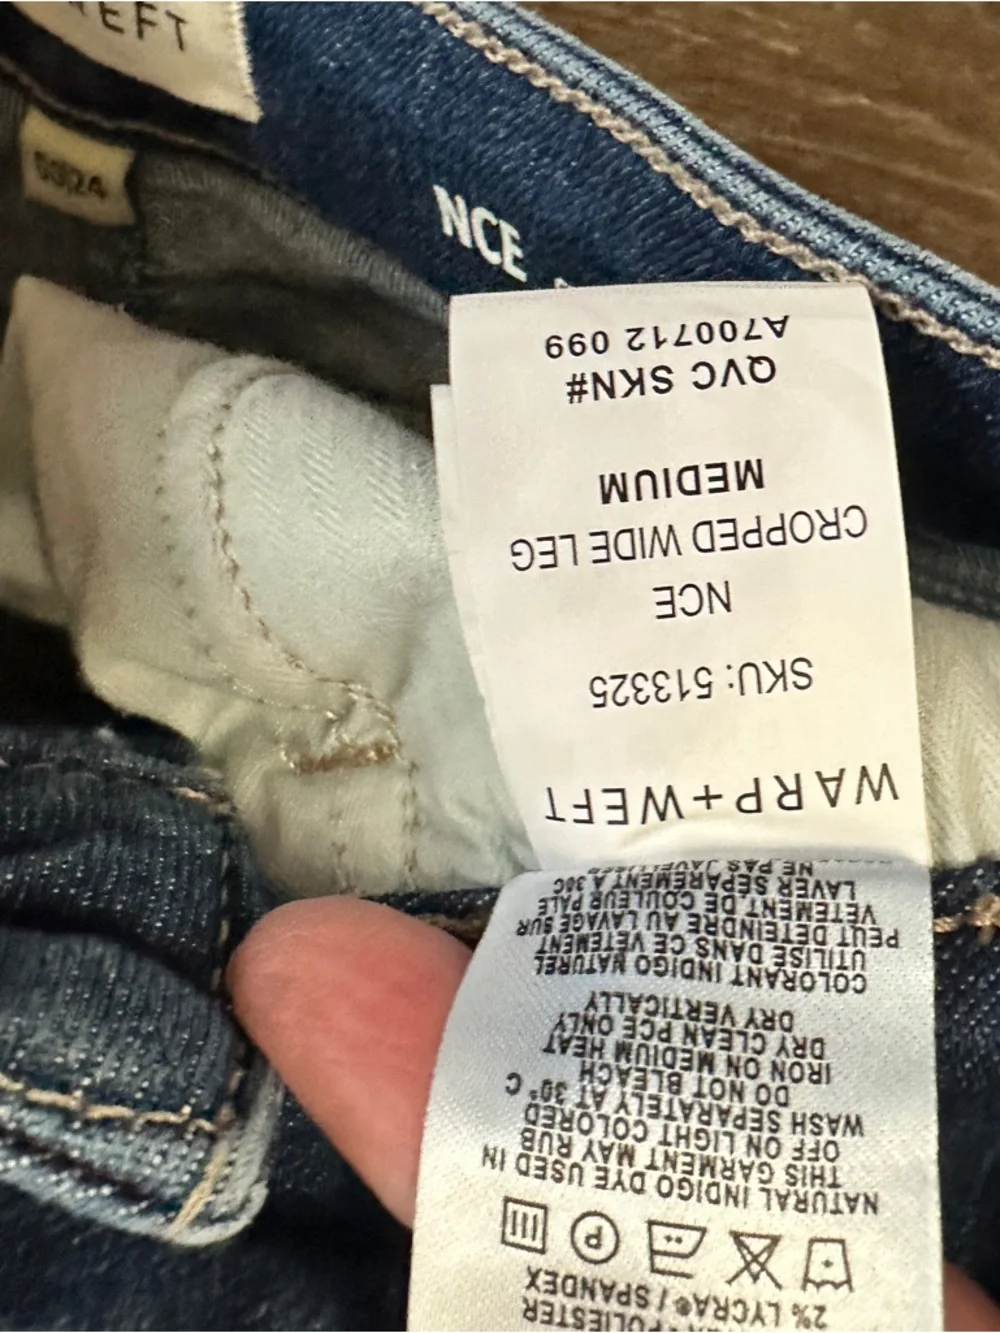 EFT
NCE
POLIESTER
2% LYCRA® / SPANDEX
P
NATURAL INDIGO DYE USED IN
THIS GARMENT MAY RUB
OFF ON LIGHT COLORED
WASH SEPARATELY AT 30° C
DO NOT BLEACH
IRON ON MEDIUM HEAT
DRY CLEAN PCE ONLY
DRY VERTICALLY
COLORANT INDIGO NATUREL
UTILISE DANS CE VETEMENT
PEUT DETEINDRE AU LAVAGE SUR
VETEMENT DE COULEUR PALE
LAVER SEPAREMENT A 30C
NE PAS JAVELLISER
WARP+WEFT
SKU: 513325
NCE
CROPPED WIDE LEG
MEDIUM
QVC SKN#
A700712 099